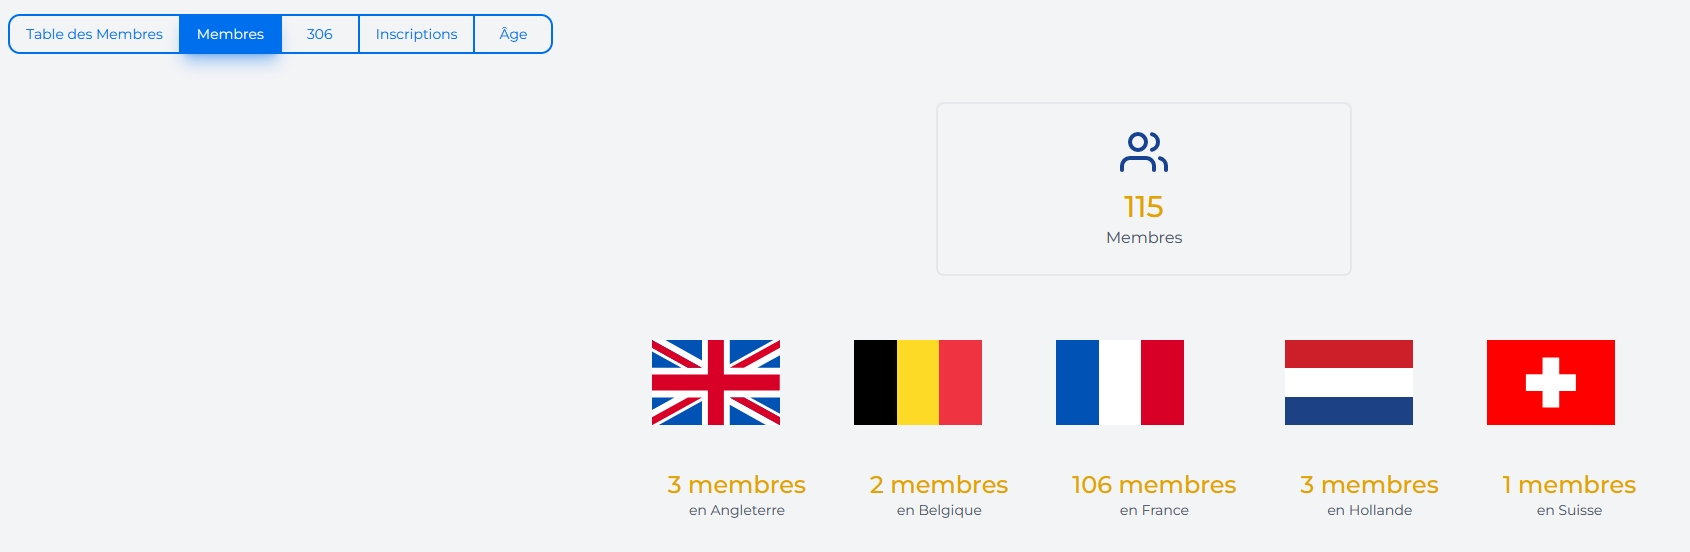 Table des Membres Membres 306 Inscriptions Âge
115
Membres
3 membres 2 membres 106 membres 3 membres 1 membres
en Angleterre en Belgique en France en Hollande en Suisse